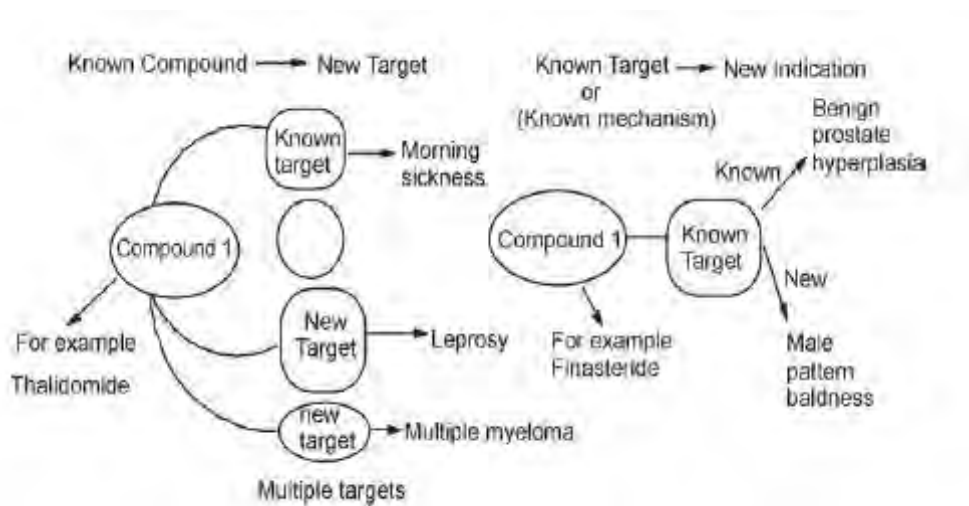 Known Compound → New Target
Known
target
Morning
sickness
Compound 1
New
Target
Leprosy
For example
Thalidomide
new
target
Multiple myeloma
Multiple targets
Known Target → New Indication
or
(Known mechanism)
Benign
prostate
hyperplasia
Known
Compound 1
Known
Target
New
For example
Finasteride
Male
pattern
baldness